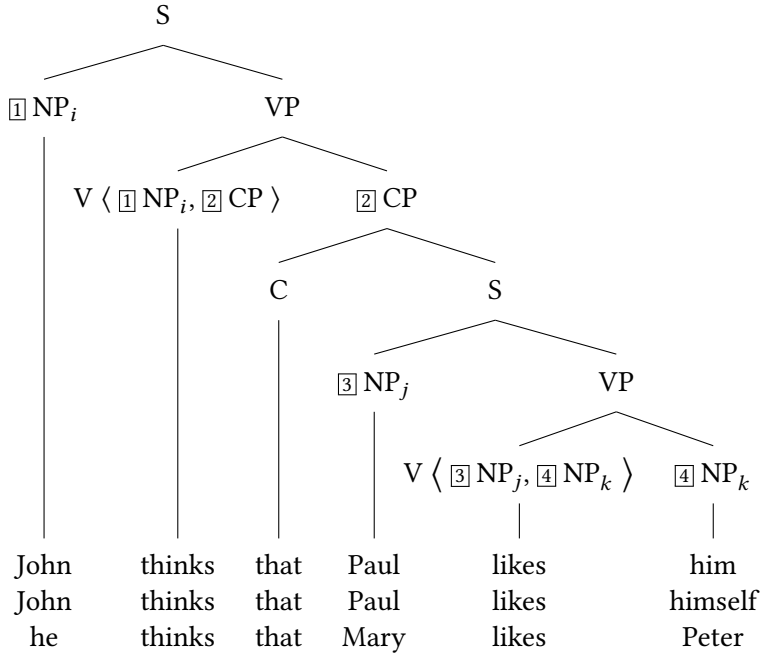 S
1 NP_i VP
V ⟨ 1 NP_i, 2 CP ⟩ 2 CP
C S
3 NP_j VP
V ⟨ 3 NP_j, 4 NP_k ⟩ 4 NP_k
John thinks that Paul likes him
John thinks that Paul likes himself
he thinks that Mary likes Peter